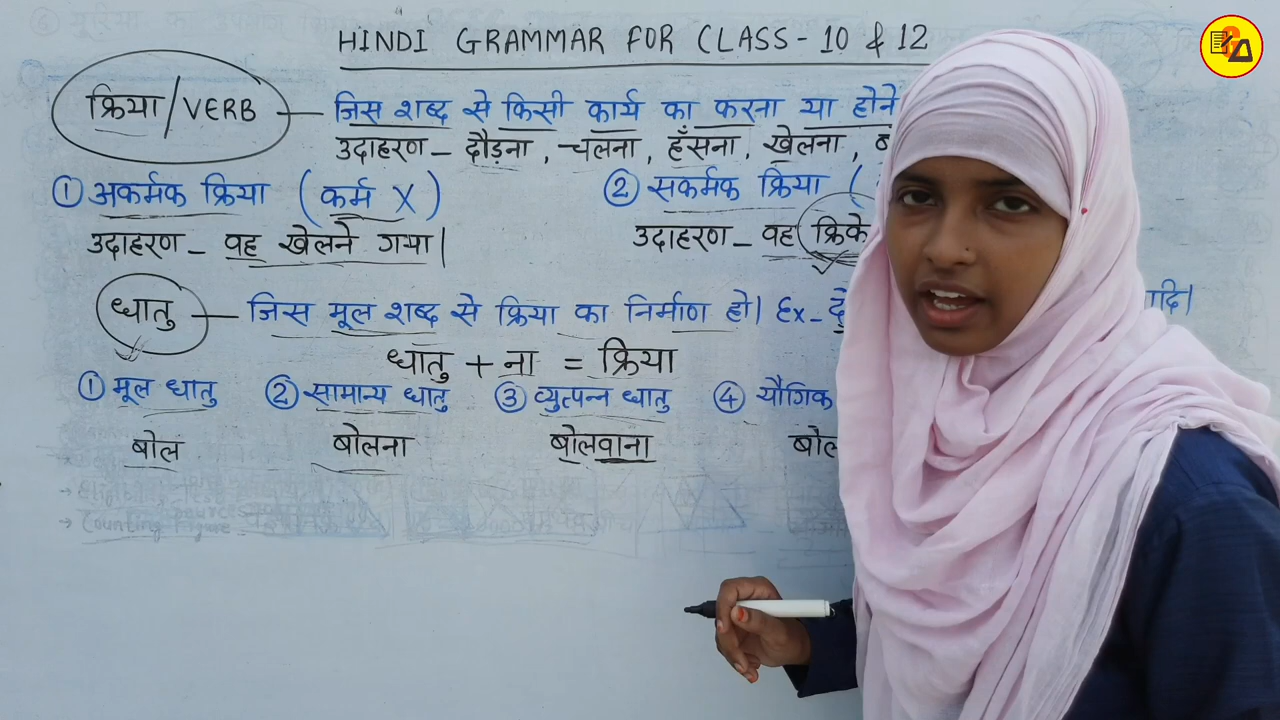 HINDI GRAMMAR FOR CLASS - 10 & 12
क्रिया / VERB — जिस शब्द से किसी कार्य का करना या होने
उदाहरण – दौड़ना , चलना , हँसना , खेलना ,
① अकर्मक क्रिया ( कर्म X ) ② सकर्मक क्रिया (
उदाहरण – वह खेलने गया | उदाहरण – वह क्रिके
धातु — जिस मूल शब्द से क्रिया का निर्माण हो | Ex – दे
धातु + ना = क्रिया
① मूल धातु ② सामान्य धातु ③ व्युत्पन्न धातु ④ यौगिक
बोल बोलना बोलवाना बोल
→ Counting Figure